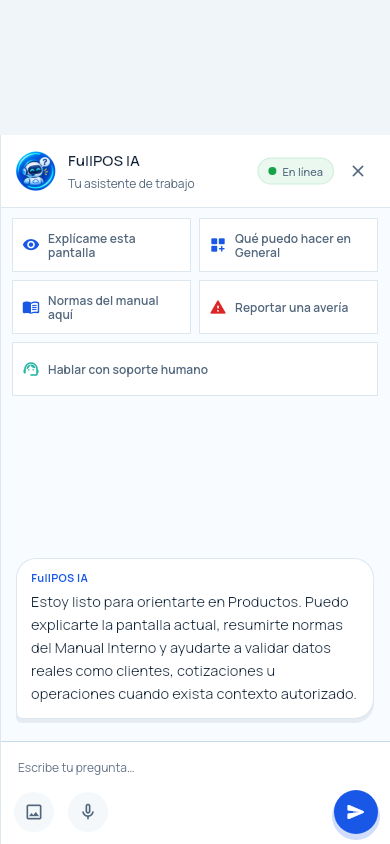 FullPOS IA
Tu asistente de trabajo
En línea
Explícame esta
pantalla
Qué puedo hacer en
General
Normas del manual
aquí
Reportar una avería
Hablar con soporte humano
FullPOS IA
Estoy listo para orientarte en Productos. Puedo
explicarte la pantalla actual, resumirte normas
del Manual Interno y ayudarte a validar datos
reales como clientes, cotizaciones u
operaciones cuando exista contexto autorizado.
Escribe tu pregunta...